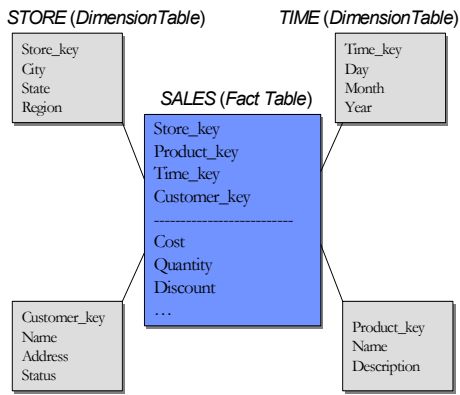 STORE (DimensionTable)
Store_key
City
State
Region
TIME (DimensionTable)
Time_key
Day
Month
Year
SALES (Fact Table)
Store_key
Product_key
Time_key
Customer_key
--------------------------
Cost
Quantity
Discount
…
Customer_key
Name
Address
Status
Product_key
Name
Description